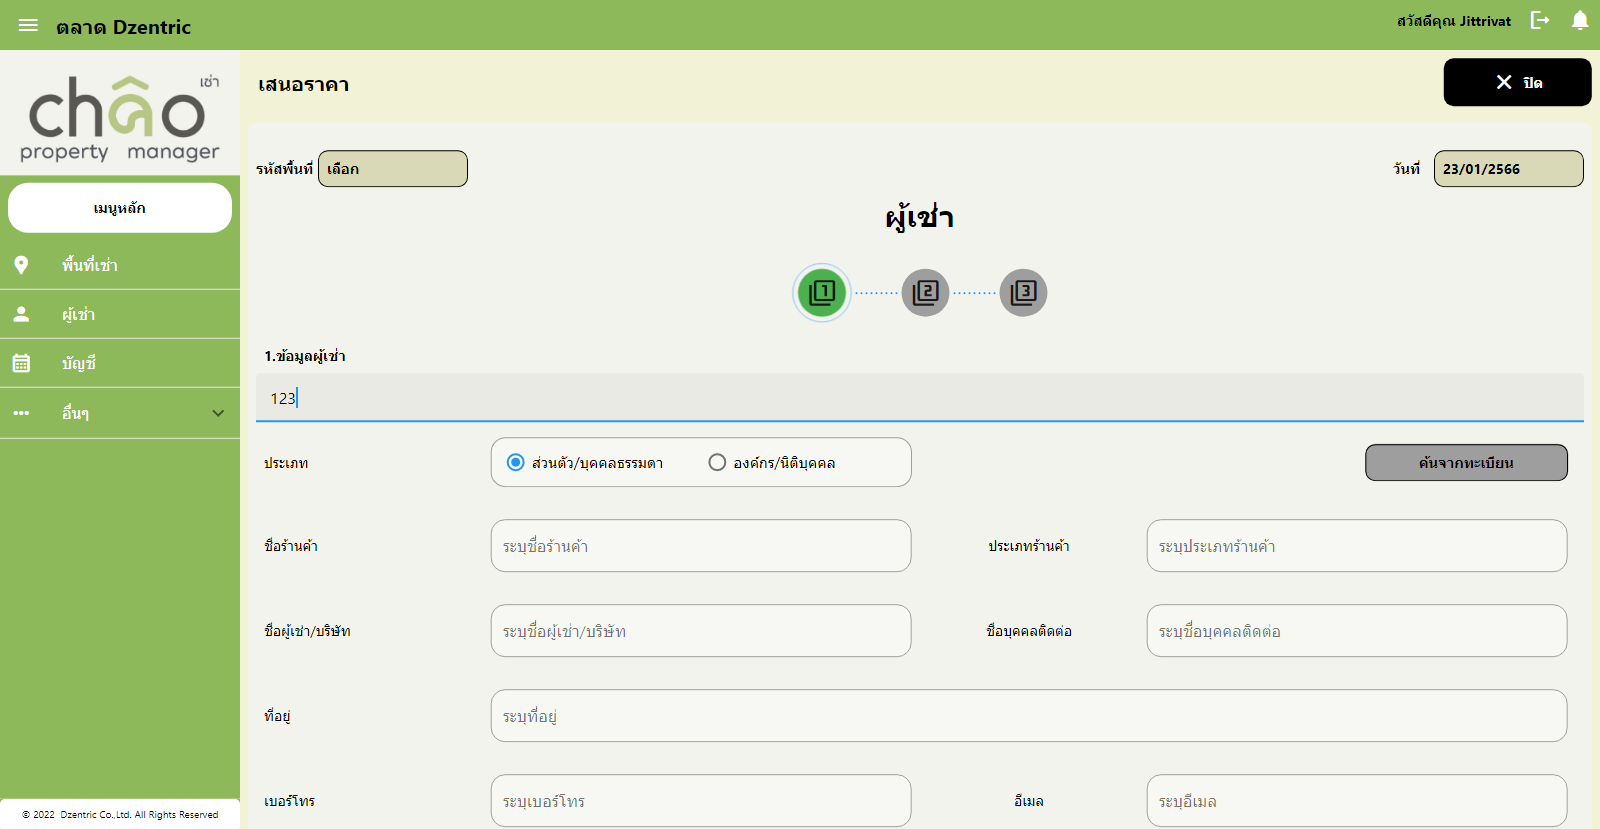 ตลาด Dzentric
สวัสดีคุณ Jittrivat
chao เช่า
property manager
เมนูหลัก
พื้นที่เช่า
ผู้เช่า
บัญชี
อื่นๆ
© 2022 Dzentric Co.,Ltd. All Rights Reserved
เสนอราคา
ปิด
รหัสพื้นที่ เลือก
วันที่ 23/01/2566
ผู้เช่า
1 2 3
1.ข้อมูลผู้เช่า
123
ประเภท ส่วนตัว/บุคคลธรรมดา องค์กร/นิติบุคคล ค้นจากทะเบียน
ชื่อร้านค้า ระบุชื่อร้านค้า ประเภทร้านค้า ระบุประเภทร้านค้า
ชื่อผู้เช่า/บริษัท ระบุชื่อผู้เช่า/บริษัท ชื่อบุคคลติดต่อ ระบุชื่อบุคคลติดต่อ
ที่อยู่ ระบุที่อยู่
เบอร์โทร ระบุเบอร์โทร อีเมล ระบุอีเมล